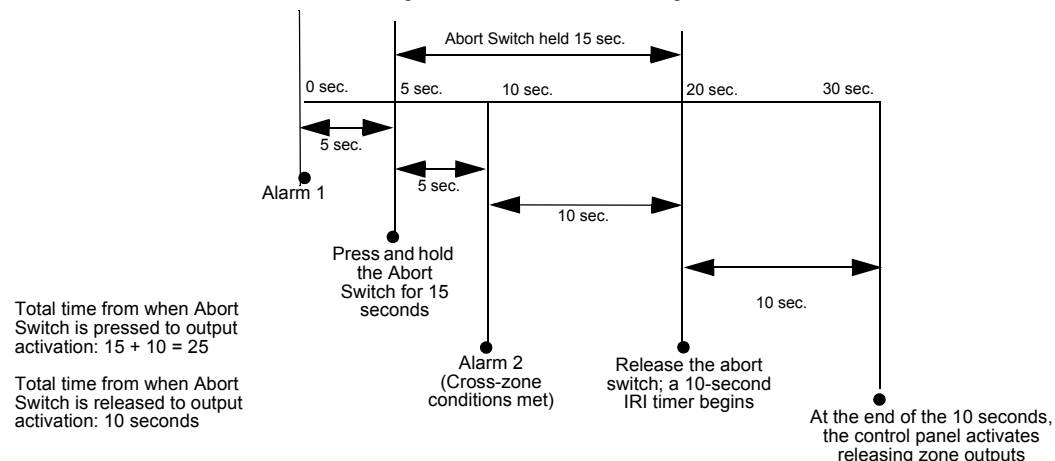 Abort Switch held 15 sec.
0 sec.
5 sec.
10 sec.
20 sec.
30 sec.
5 sec.
Alarm 1
5 sec.
10 sec.
Press and hold
the Abort
Switch for 15
seconds
10 sec.
Total time from when Abort
Switch is pressed to output
activation: 15 + 10 = 25
Total time from when Abort
Switch is released to output
activation: 10 seconds
Alarm 2
(Cross-zone
conditions met)
Release the abort
switch; a 10-second
IRI timer begins
At the end of the 10 seconds,
the control panel activates
releasing zone outputs